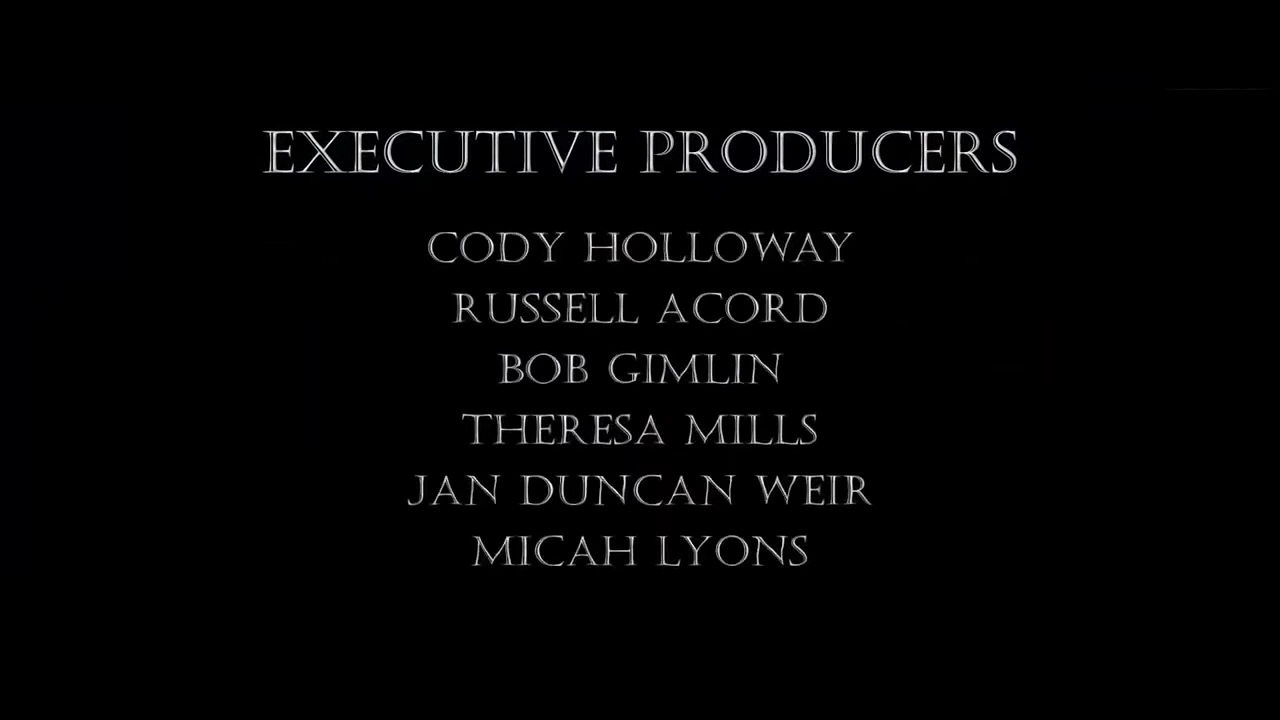 EXECUTIVE PRODUCERS
CODY HOLLOWAY
RUSSELL ACORD
BOB GIMLIN
THERESA MILLS
JAN DUNCAN WEIR
MICAH LYONS